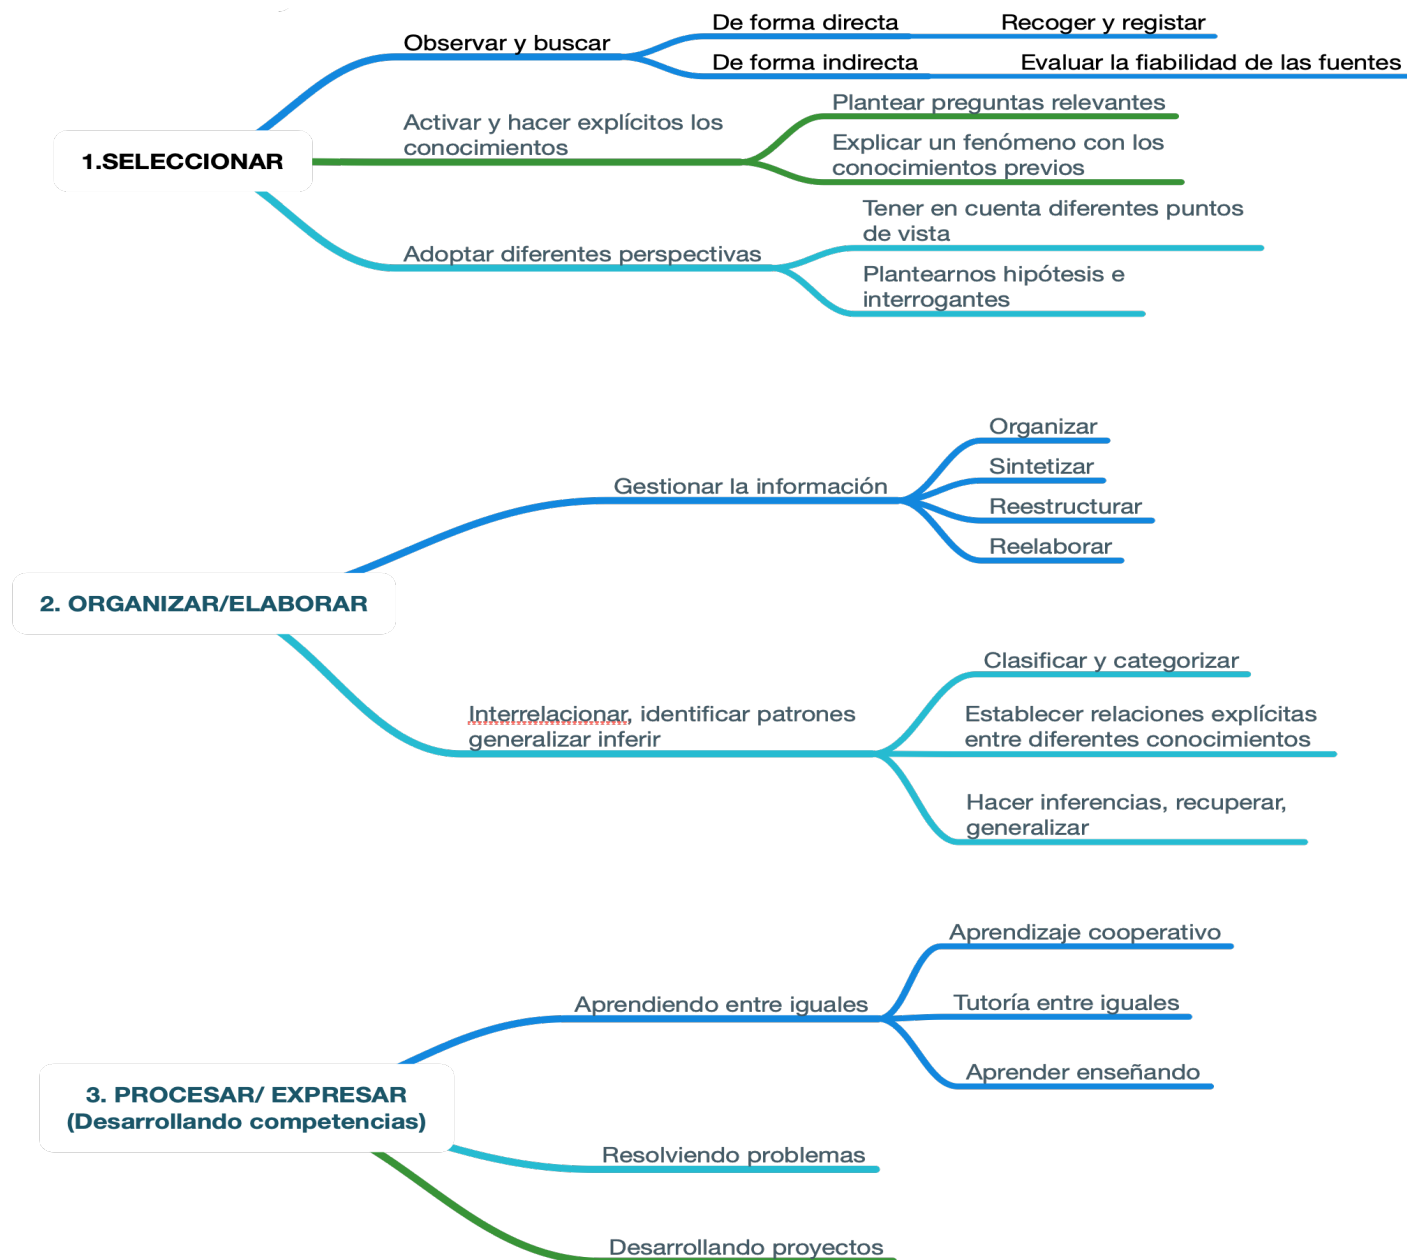 De forma directa
Recoger y registar
Observar y buscar
De forma indirecta
Evaluar la fiabilidad de las fuentes
Plantear preguntas relevantes
Activar y hacer explícitos los
conocimientos
Explicar un fenómeno con los
conocimientos previos
1.SELECCIONAR
Tener en cuenta diferentes puntos
de vista
Adoptar diferentes perspectivas
Plantearnos hipótesis e
interrogantes
Organizar
Sintetizar
Gestionar la información
Reestructurar
Reelaborar
2. ORGANIZAR/ELABORAR
Clasificar y categorizar
Interrelacionar, identificar patrones
generalizar inferir
Establecer relaciones explícitas
entre diferentes conocimientos
Hacer inferencias, recuperar,
generalizar
Aprendizaje cooperativo
Aprendiendo entre iguales
Tutoría entre iguales
Aprender enseñando
3. PROCESAR/ EXPRESAR
(Desarrollando competencias)
Resolviendo problemas
Desarrollando proyectos